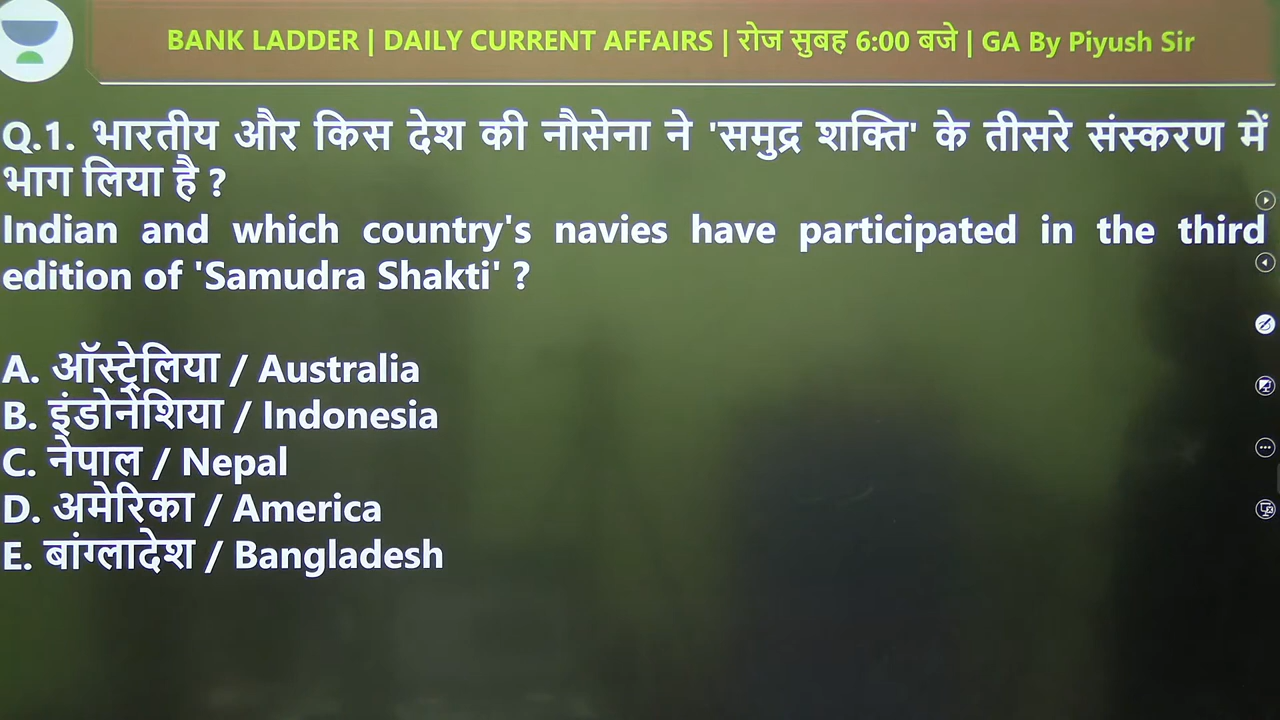 BANK LADDER | DAILY CURRENT AFFAIRS | रोज सुबह 6:00 बजे | GA By Piyush Sir
Q.1. भारतीय और किस देश की नौसेना ने 'समुद्र शक्ति' के तीसरे संस्करण में
भाग लिया है ?
Indian and which country's navies have participated in the third
edition of 'Samudra Shakti' ?
A. ऑस्ट्रेलिया / Australia
B. इंडोनेशिया / Indonesia
C. नेपाल / Nepal
D. अमेरिका / America
E. बांग्लादेश / Bangladesh